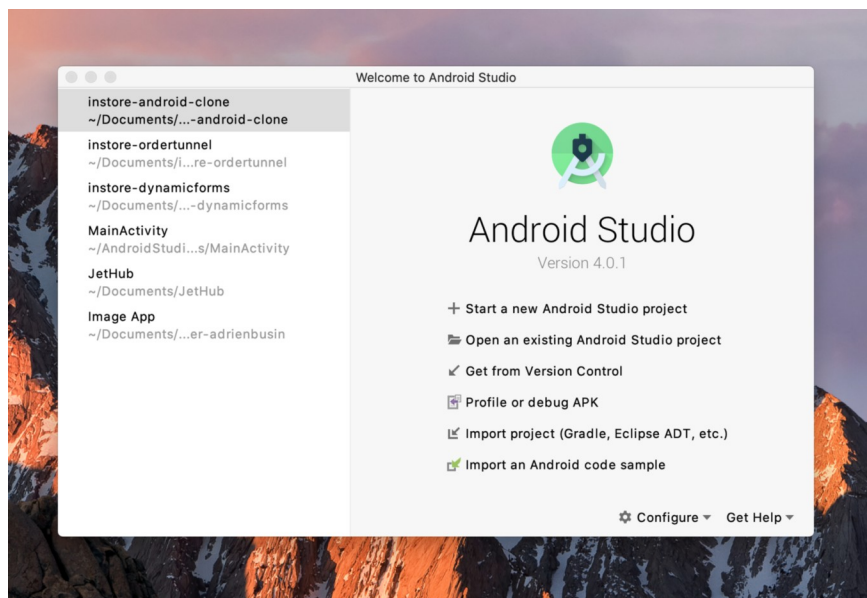 Welcome to Android Studio
instore-android-clone
~/Documents/...-android-clone
instore-ordertunnel
~/Documents/i...re-ordertunnel
instore-dynamicforms
~/Documents/...-dynamicforms
MainActivity
~/AndroidStudi...s/MainActivity
JetHub
~/Documents/JetHub
Image App
~/Documents/...er-adrienbusin
Android Studio
Version 4.0.1
Start a new Android Studio project
Open an existing Android Studio project
Get from Version Control
Profile or debug APK
Import project (Gradle, Eclipse ADT, etc.)
Import an Android code sample
Configure
Get Help